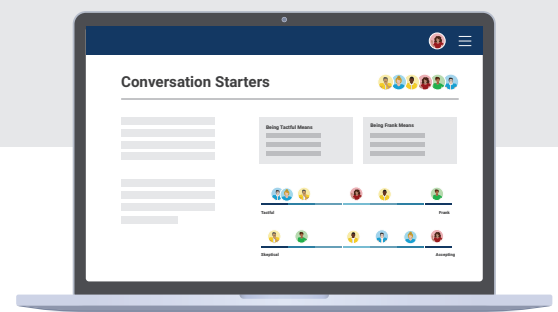 Conversation Starters
Being Tactful Means
Being Frank Means
Tactful
Frank
Skeptical
Accepting